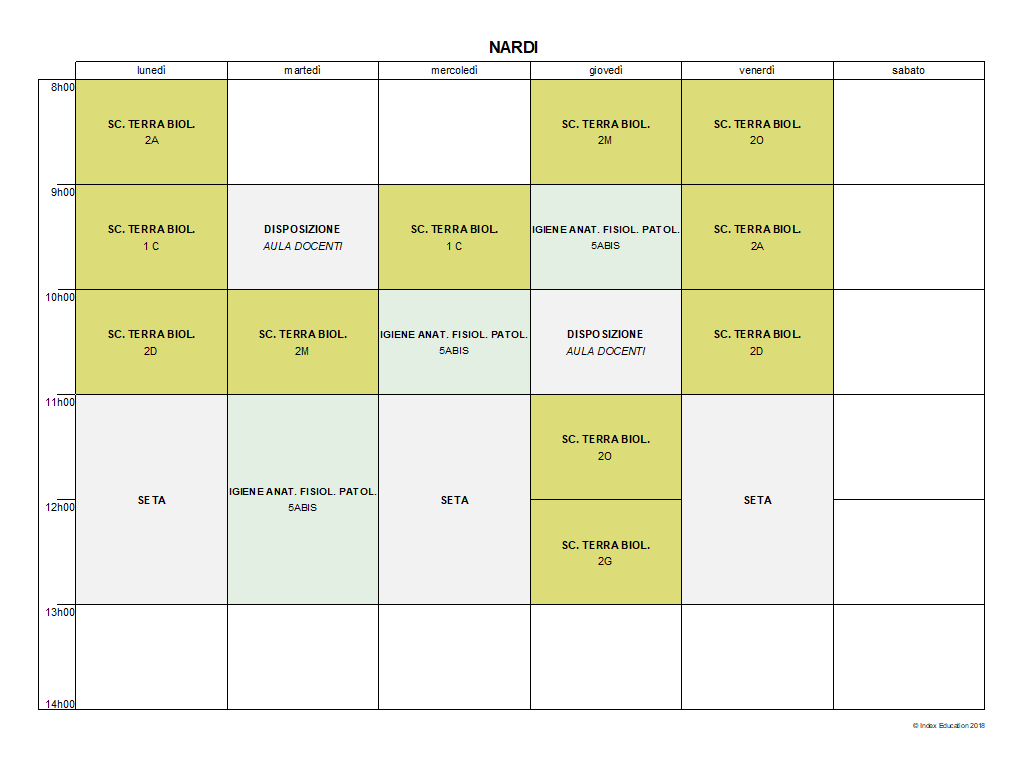 NARDI
lunedì martedì mercoledì giovedì venerdì sabato
8h00
SC. TERRA BIOL. SC. TERRA BIOL. SC. TERRA BIOL.
2A 2M 2O
9h00
SC. TERRA BIOL. DISPOSIZIONE SC. TERRA BIOL. IGIENE ANAT. FISIOL. PATOL. SC. TERRA BIOL.
1 C AULA DOCENTI 1 C 5ABIS 2A
10h00
SC. TERRA BIOL. SC. TERRA BIOL. IGIENE ANAT. FISIOL. PATOL. DISPOSIZIONE SC. TERRA BIOL.
2D 2M 5ABIS AULA DOCENTI 2D
11h00
SC. TERRA BIOL.
2O
IGIENE ANAT. FISIOL. PATOL.
SETA SETA SETA
12h00 5ABIS
SC. TERRA BIOL.
2G
13h00
14h00
© Index Education 2018